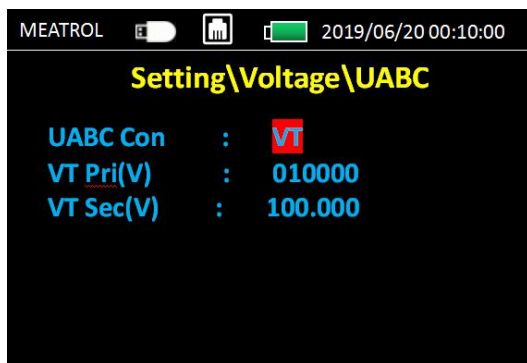 MEATROL 2019/06/20 00:10:00
Setting\Voltage\UABC
UABC Con : VT
VT Pri(V) : 010000
VT Sec(V) : 100.000